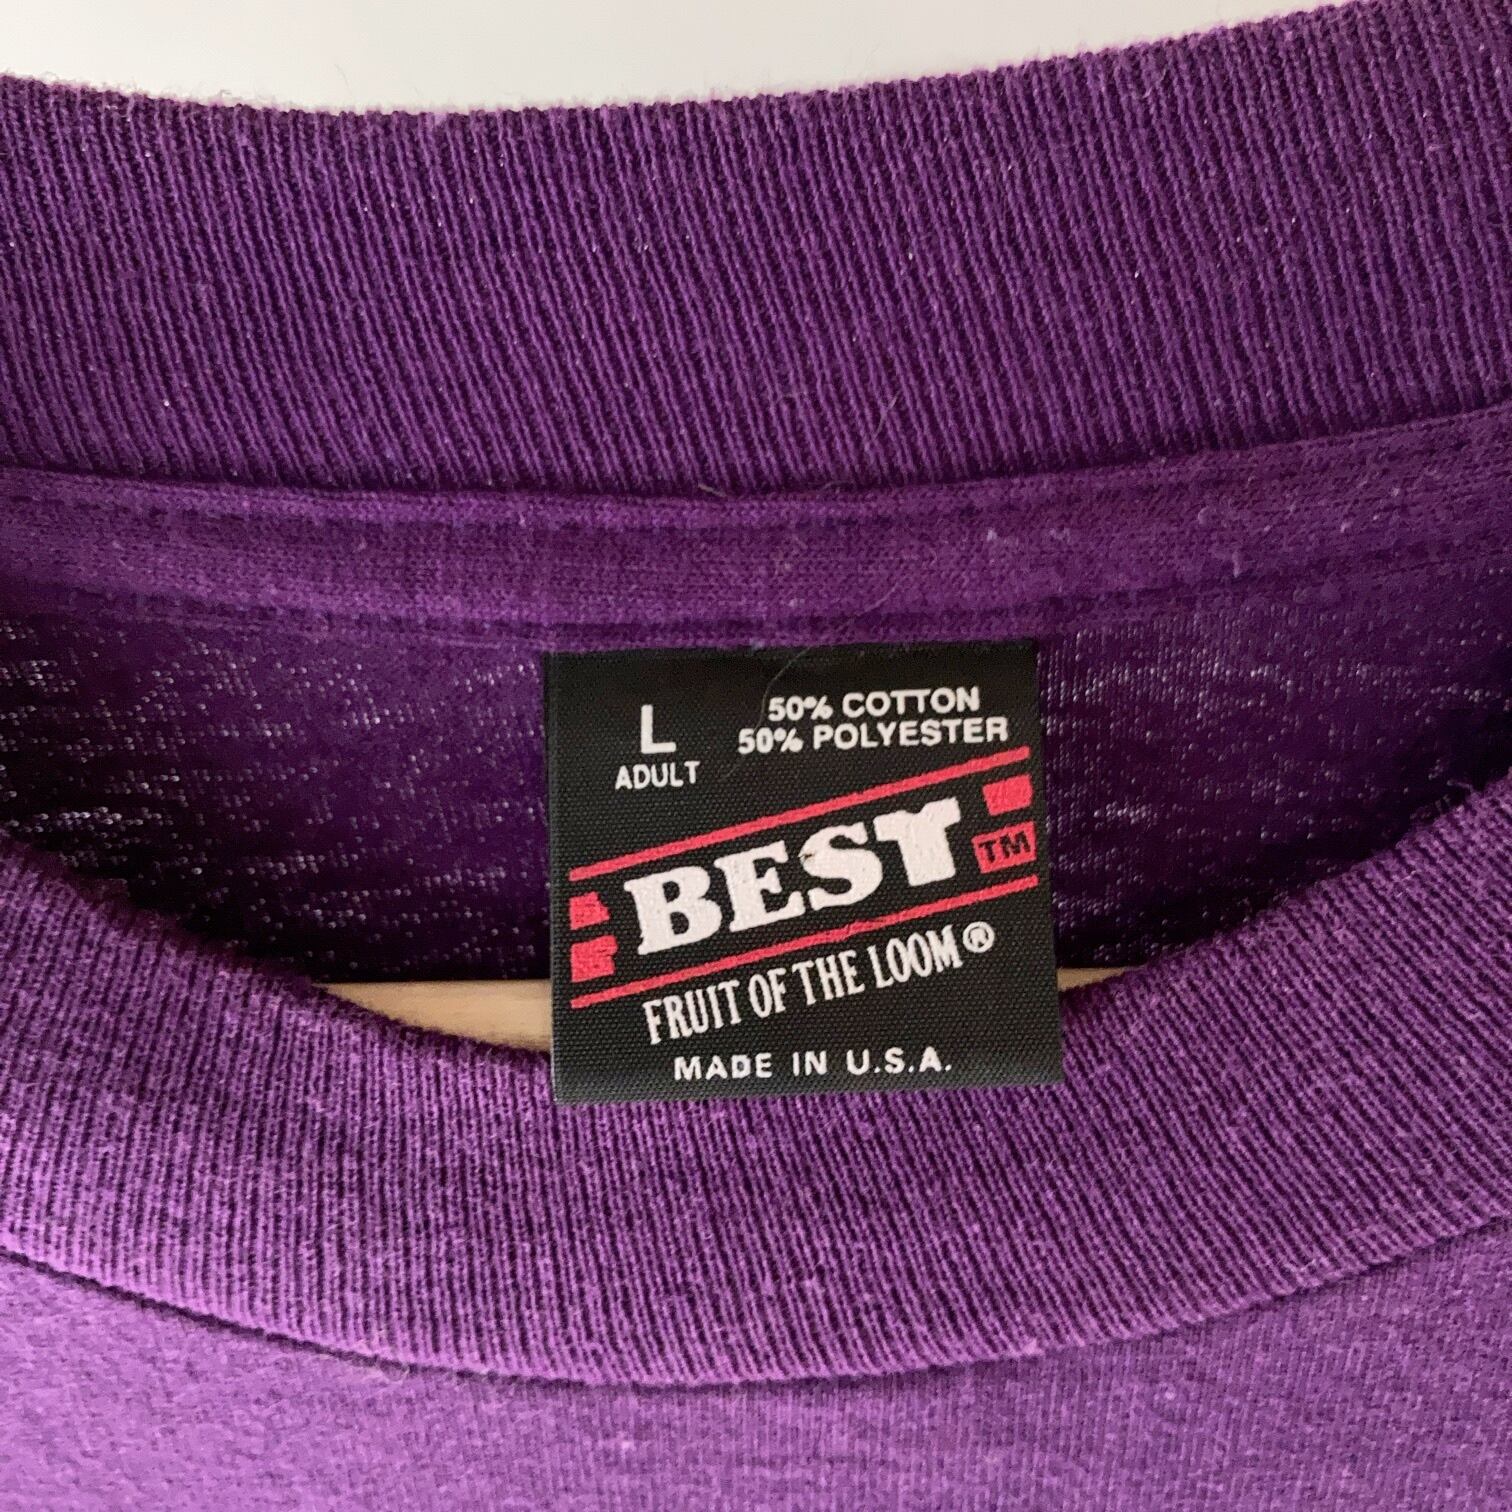 L
ADULT
50% COTTON
50% POLYESTER
BEST TM
FRUIT OF THE LOOM®
MADE IN U.S.A.